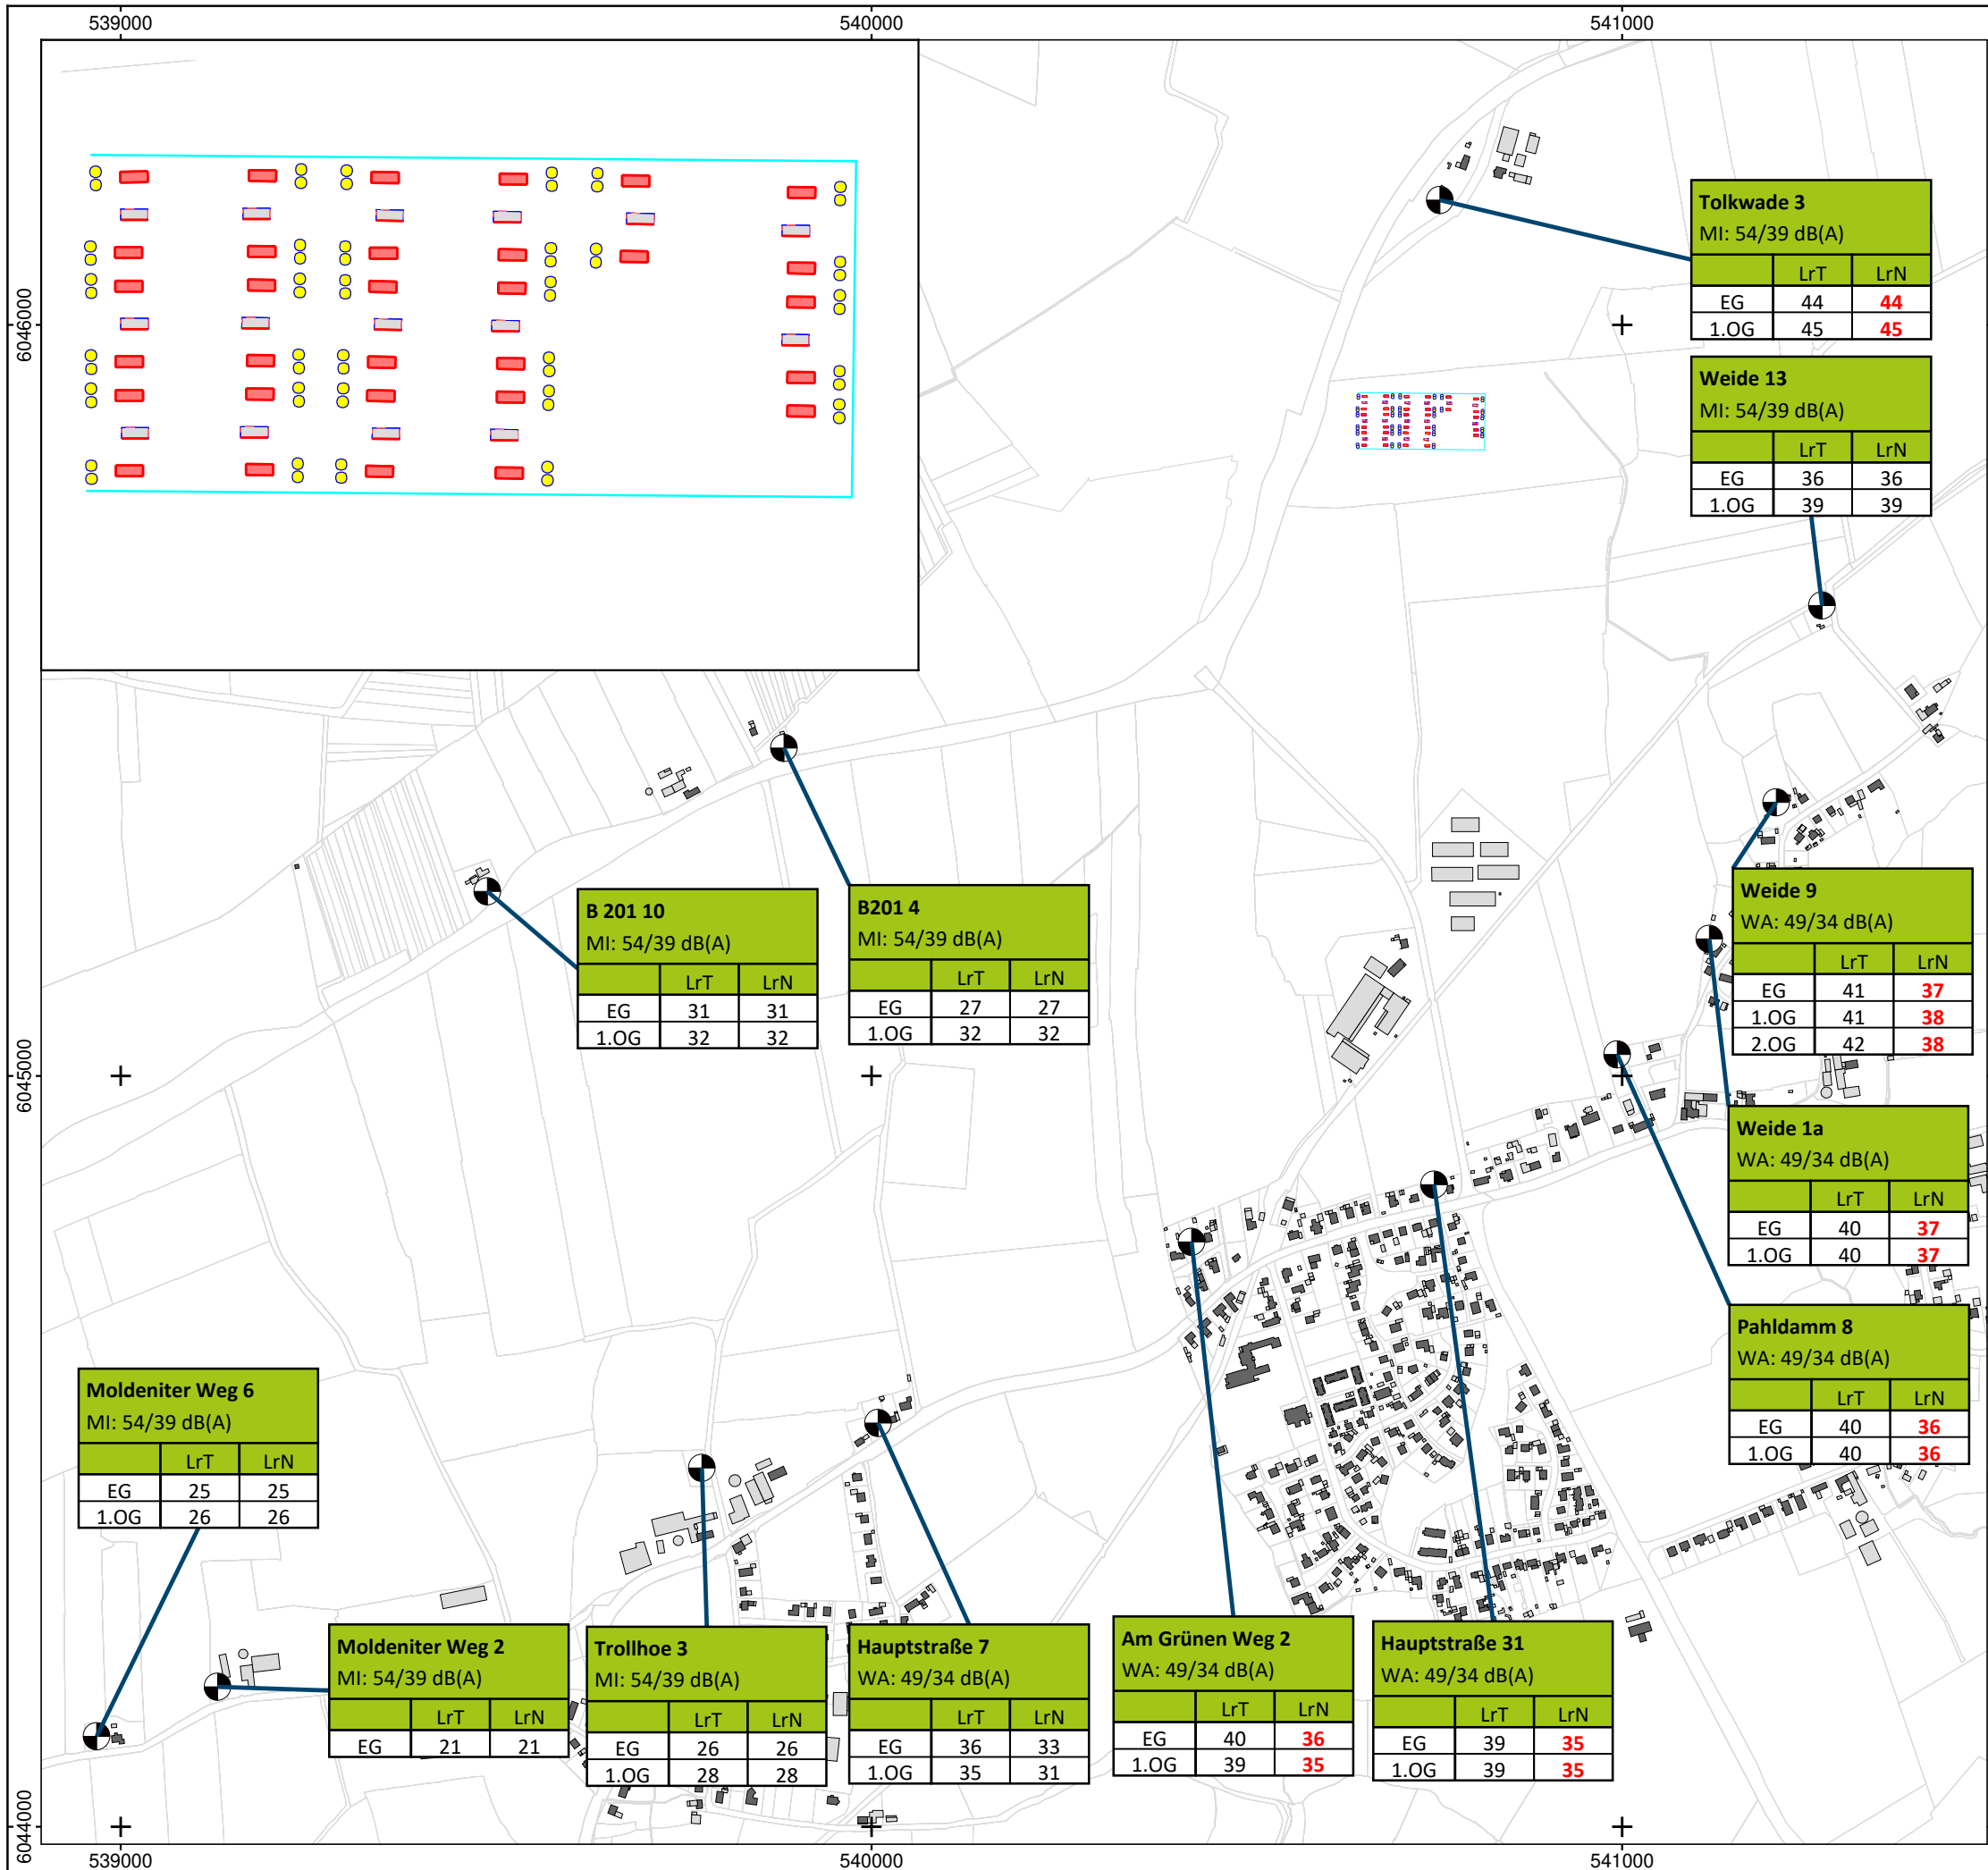 539000 540000 541000
6046000
6045000
6044000
Tolkwade 3
MI: 54/39 dB(A)
LrT LrN
EG 44 44
1.OG 45 45
Weide 13
MI: 54/39 dB(A)
LrT LrN
EG 36 36
1.OG 39 39
B 201 10
MI: 54/39 dB(A)
LrT LrN
EG 31 31
1.OG 32 32
B201 4
MI: 54/39 dB(A)
LrT LrN
EG 27 27
1.OG 32 32
Weide 9
WA: 49/34 dB(A)
LrT LrN
EG 41 37
1.OG 41 38
2.OG 42 38
Weide 1a
WA: 49/34 dB(A)
LrT LrN
EG 40 37
1.OG 40 37
Pahldamm 8
WA: 49/34 dB(A)
LrT LrN
EG 40 36
1.OG 40 36
Moldeniter Weg 6
MI: 54/39 dB(A)
LrT LrN
EG 25 25
1.OG 26 26
Moldeniter Weg 2
MI: 54/39 dB(A)
LrT LrN
EG 21 21
Trollhoe 3
MI: 54/39 dB(A)
LrT LrN
EG 26 26
1.OG 28 28
Hauptstraße 7
WA: 49/34 dB(A)
LrT LrN
EG 36 33
1.OG 35 31
Am Grünen Weg 2
WA: 49/34 dB(A)
LrT LrN
EG 40 36
1.OG 39 35
Hauptstraße 31
WA: 49/34 dB(A)
LrT LrN
EG 39 35
1.OG 39 35
539000 540000 541000